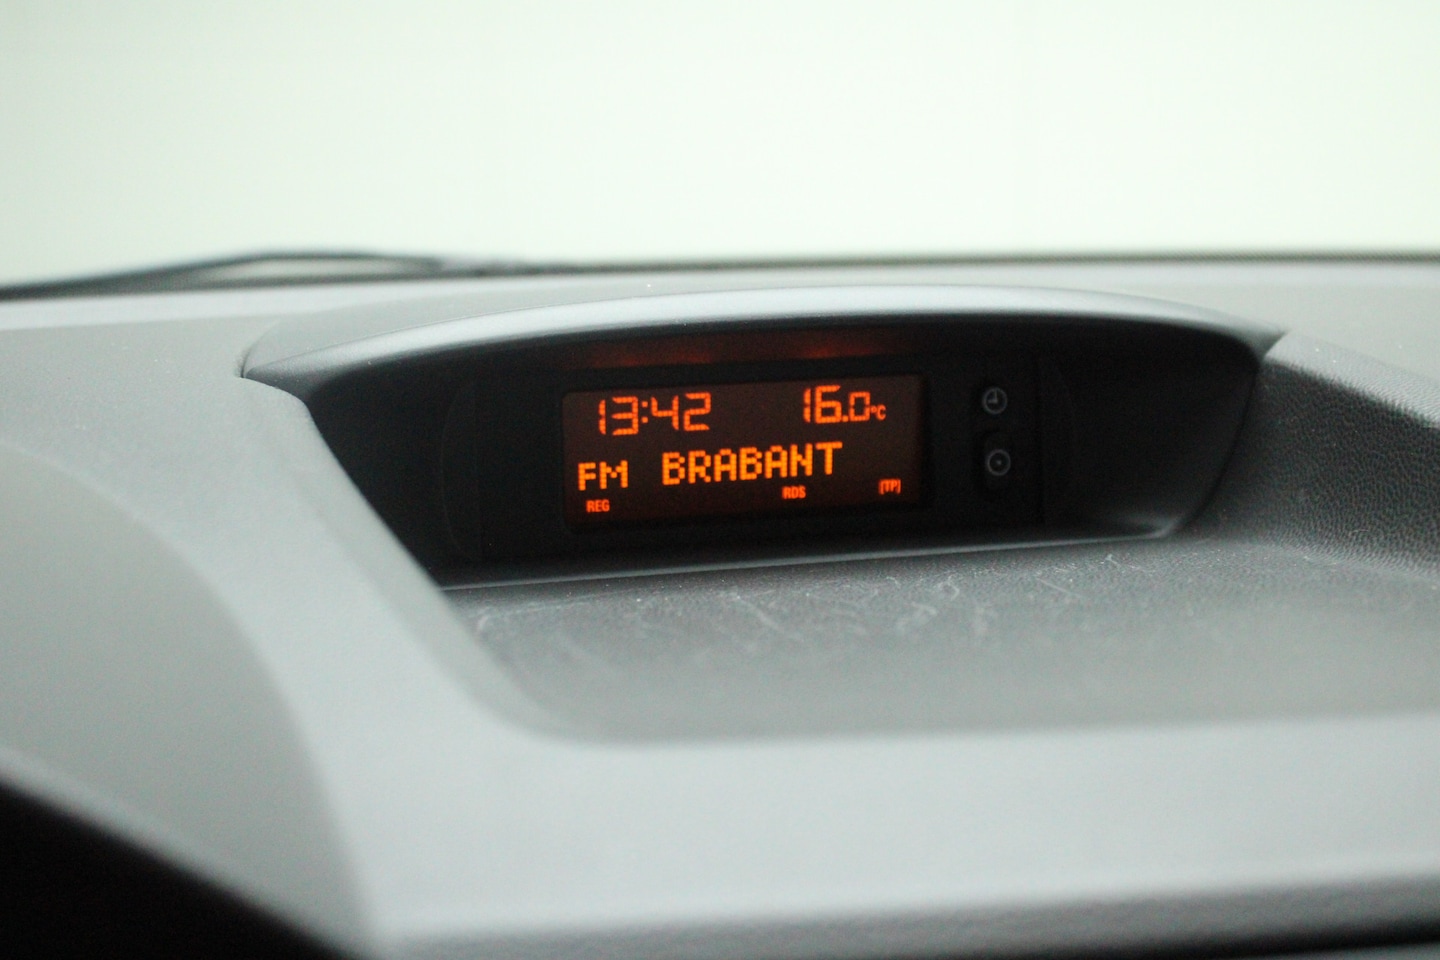 13:42 16.0°C
FM BRABANT
REG RDS [TP]